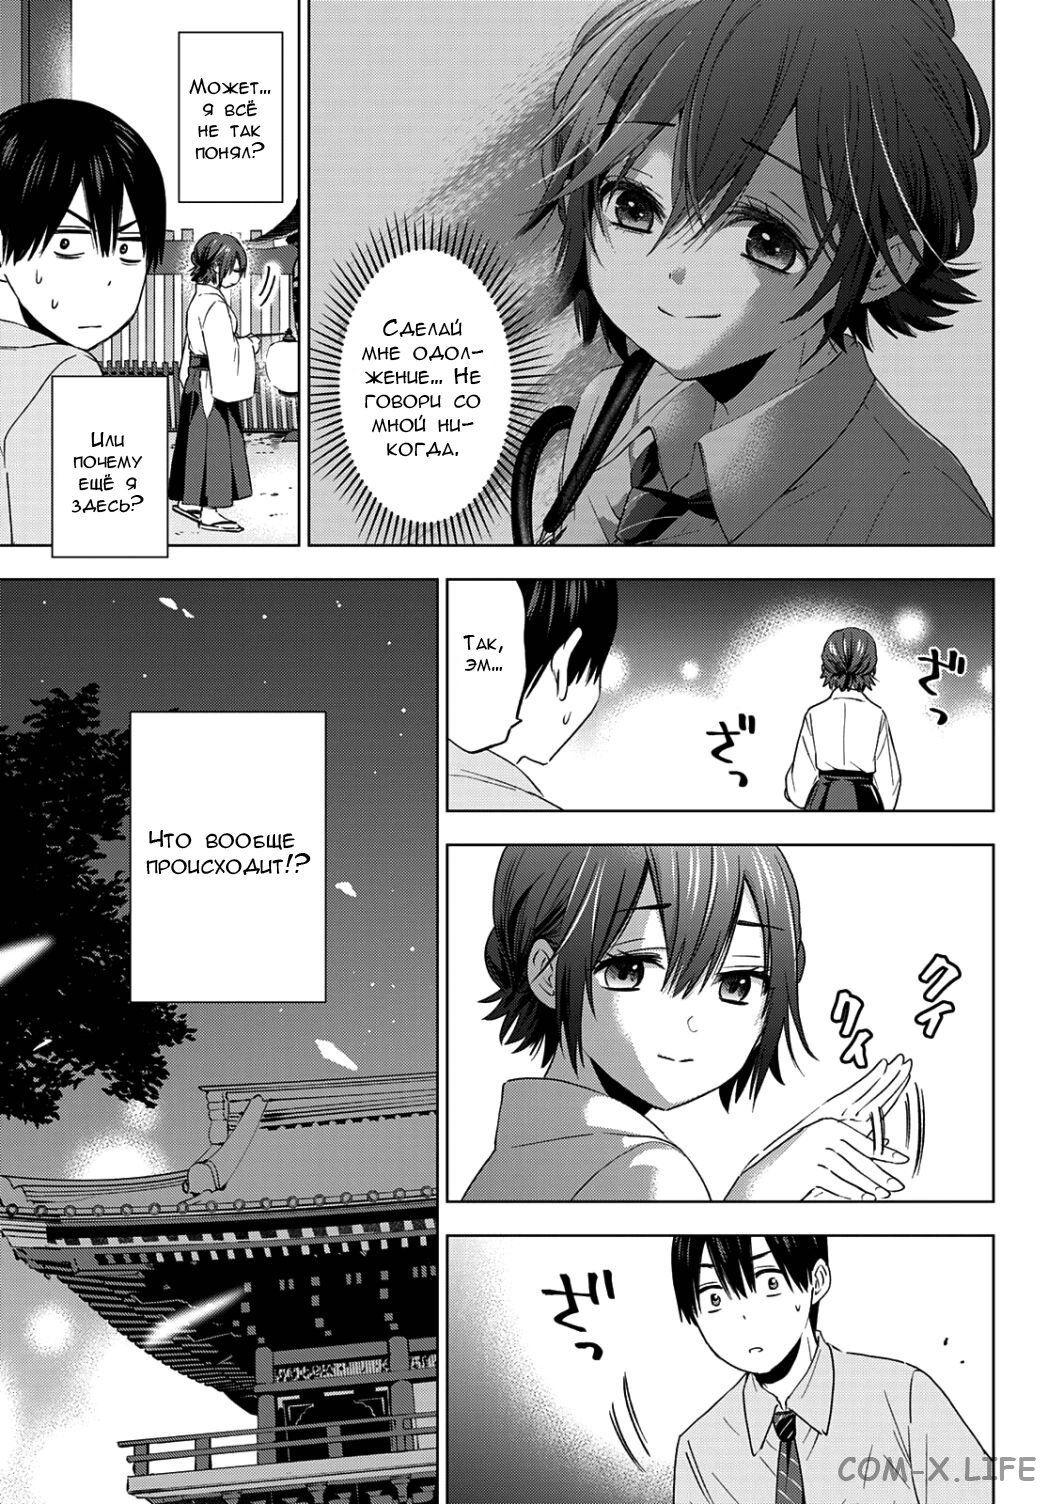 Сделай
мне одол-
жение... Не
говори со
мной ни-
когда.
Может...
я всё
не так
понял?
Или
почему
ещё я
здесь?
ざっ
ざっ
Так,
эм...
クイ
クイ
ざっ
Что вообще
происходит!?
COM-X.LIFE